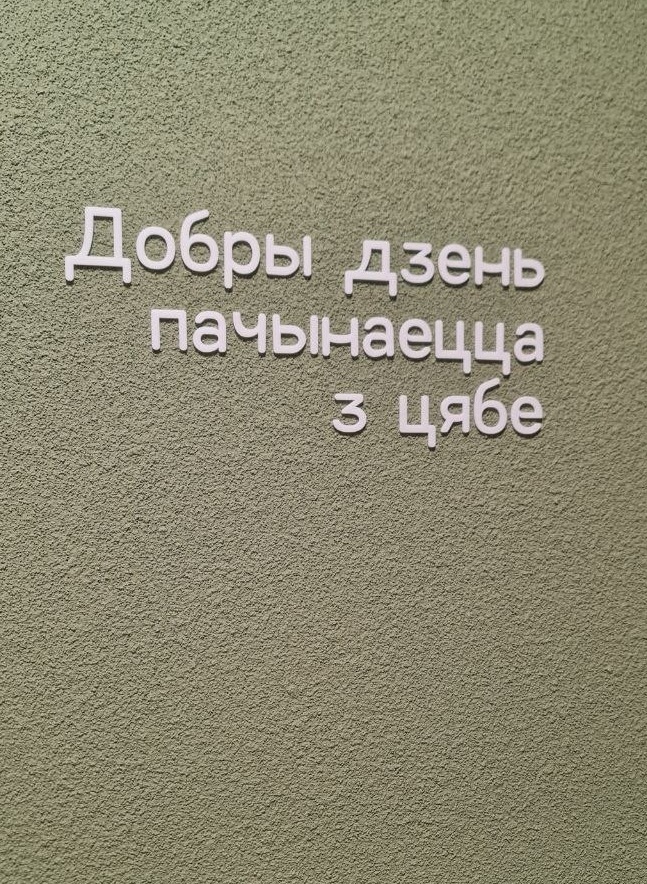 Добры дзень
пачынаецца
з цябе